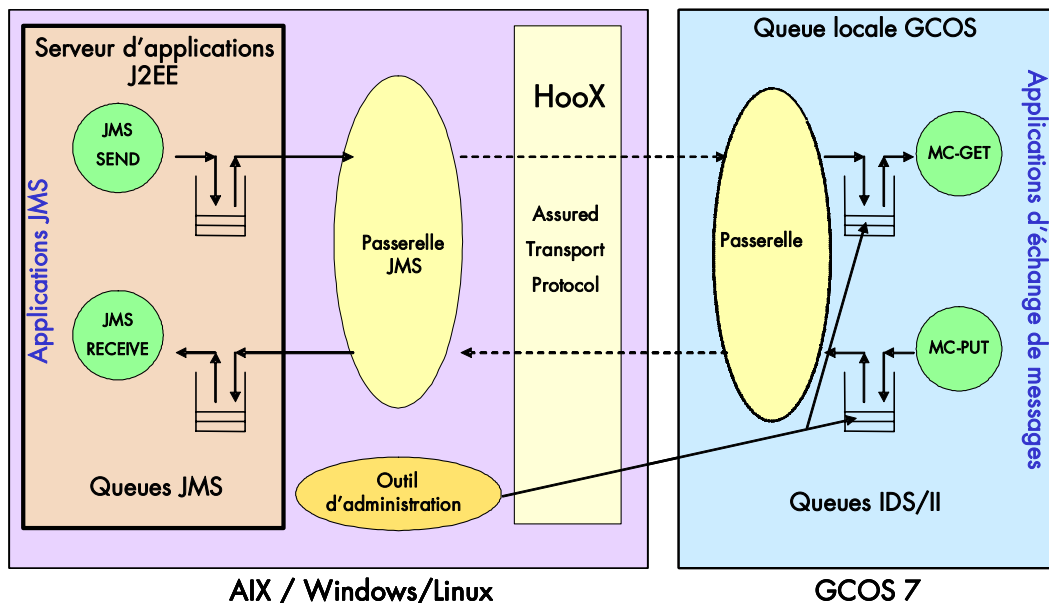 Serveur d'applications
J2EE
Applications JMS
JMS
SEND
JMS
RECEIVE
Queues JMS
Passerelle
JMS
Outil
d'administration
HooX
Assured
Transport
Protocol
AIX / Windows/Linux
Queue locale GCOS
Passerelle
MC-GET
MC-PUT
Applications d'échange de messages
Queues IDS/II
GCOS 7